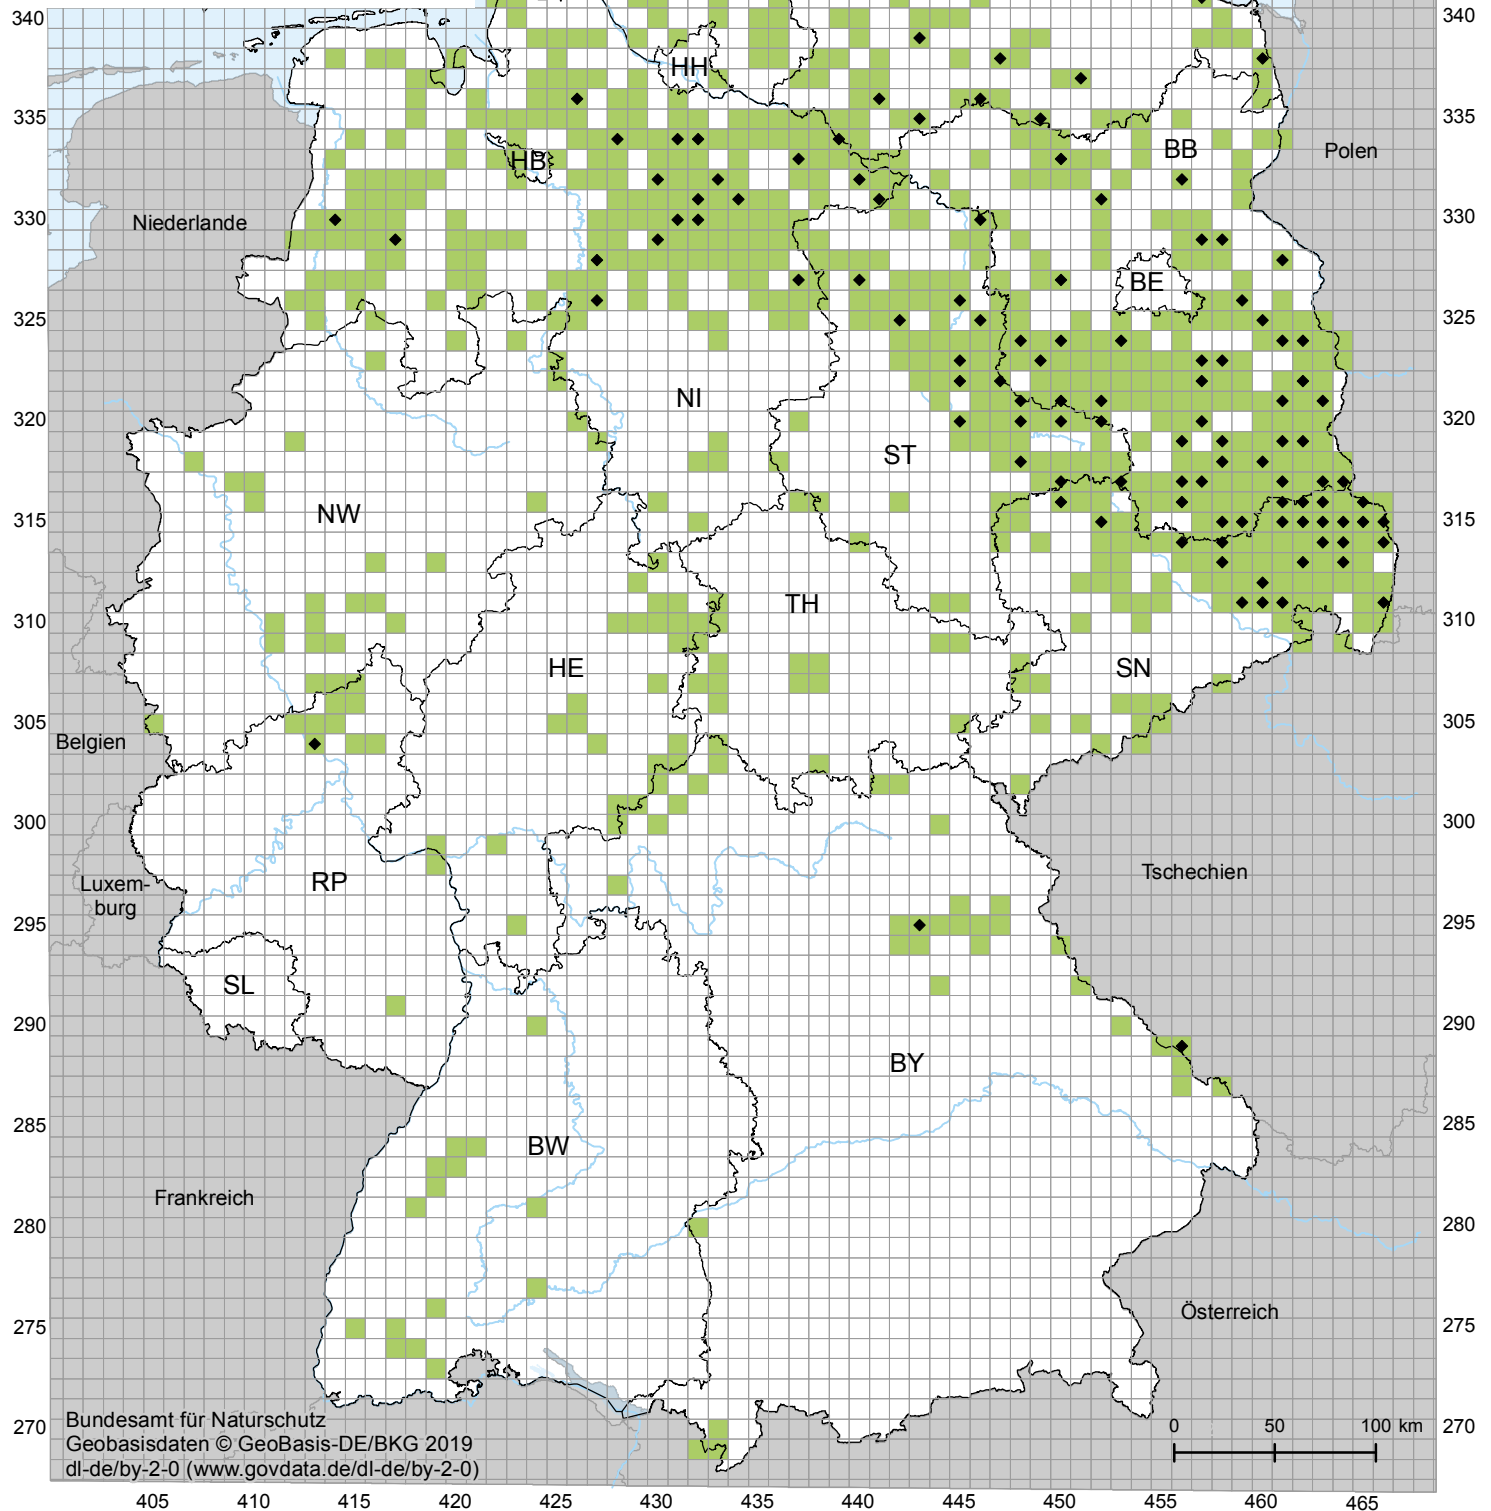 340
340
HH
335
335
HB
BB
Polen
Niederlande
330
330
BE
325
325
NI
320
320
ST
NW
315
315
TH
310
310
HE
SN
305
305
Belgien
300
300
Tschechien
RP
Luxem-
burg
295
295
SL
290
290
BY
285
285
BW
Frankreich
280
280
Österreich
275
275
270
270
Bundesamt für Naturschutz
Geobasisdaten © GeoBasis-DE/BKG 2019
dl-de/by-2-0 (www.govdata.de/dl-de/by-2-0)
0 50 100 km
405 410 415 420 425 430 435 440 445 450 455 460 465